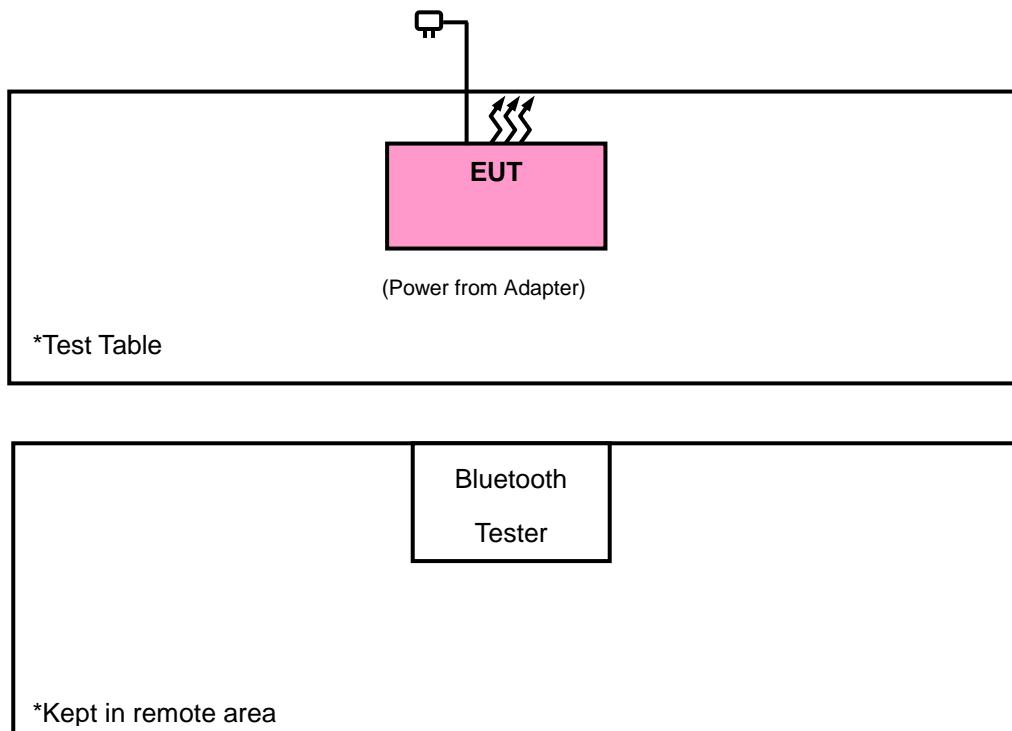 EUT
(Power from Adapter)
*Test Table
Bluetooth
Tester
*Kept in remote area